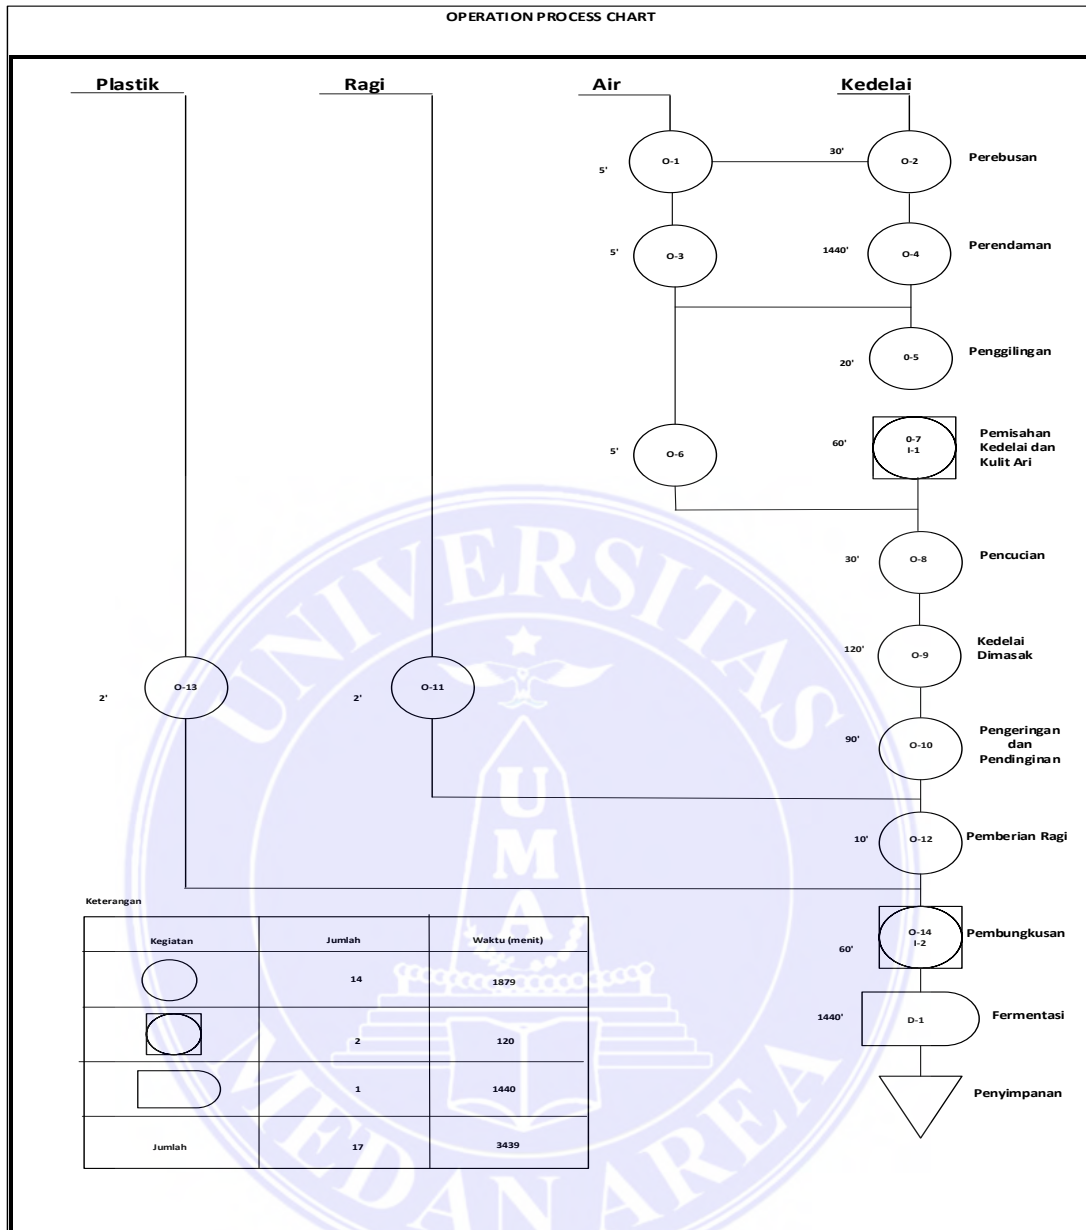 OPERATION PROCESS CHART
Plastik
Ragi
Air
Kedelai
5'
O-1
30'
O-2
Perebusan
5'
O-3
1440'
O-4
Perendaman
20'
0-5
Penggilingan
5'
O-6
60'
0-7
I-1
Pemisahan
Kedelai dan
Kulit Ari
30'
O-8
Pencucian
120'
O-9
Kedelai
Dimasak
2'
O-13
2'
O-11
90'
O-10
Pengeringan
dan
Pendinginan
10'
O-12
Pemberian Ragi
60'
O-14
I-2
Pembungkusan
1440'
D-1
Fermentasi
Penyimpanan
Keterangan
Kegiatan Jumlah Waktu (menit)
14 1879
2 120
1 1440
Jumlah 17 3439
UNIVERSITAS
UMA
MEDAN AREA